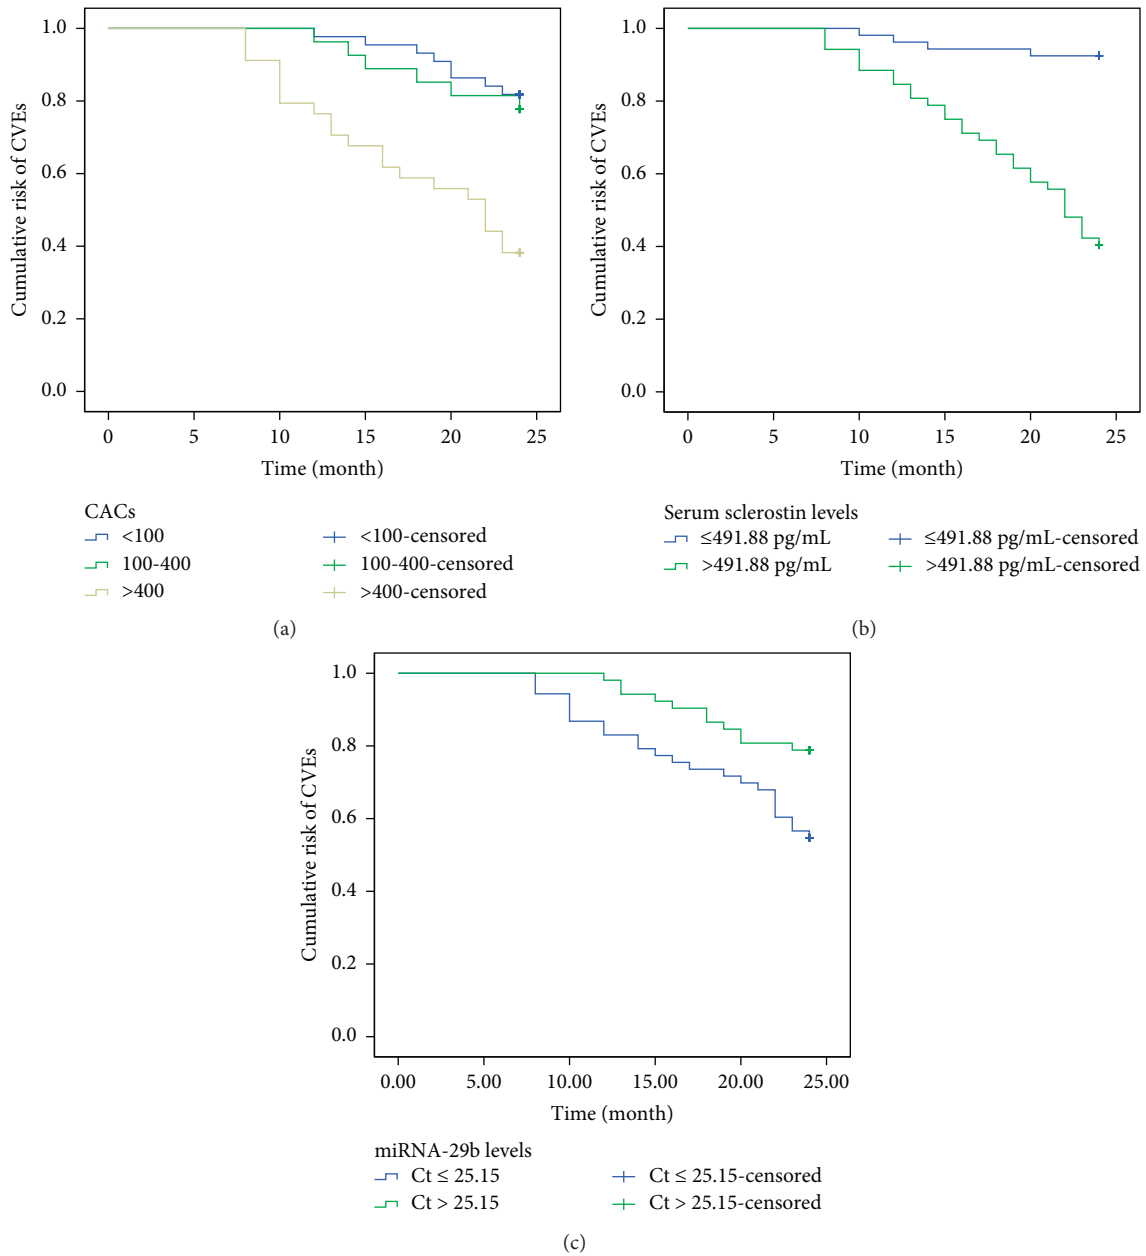 Cumulative risk of CVEs
1.0
0.8
0.6
0.4
0.2
0.0
0 5 10 15 20 25
Time (month)
CACs
<100 <100-censored
100-400 100-400-censored
>400 >400-censored
(a)
Cumulative risk of CVEs
1.0
0.8
0.6
0.4
0.2
0.0
0 5 10 15 20 25
Time (month)
Serum sclerostin levels
≤491.88 pg/mL ≤491.88 pg/mL-censored
>491.88 pg/mL >491.88 pg/mL-censored
(b)
Cumulative risk of CVEs
1.0
0.8
0.6
0.4
0.2
0.0
0.00 5.00 10.00 15.00 20.00 25.00
Time (month)
miRNA-29b levels
Ct ≤ 25.15 Ct ≤ 25.15-censored
Ct > 25.15 Ct > 25.15-censored
(c)